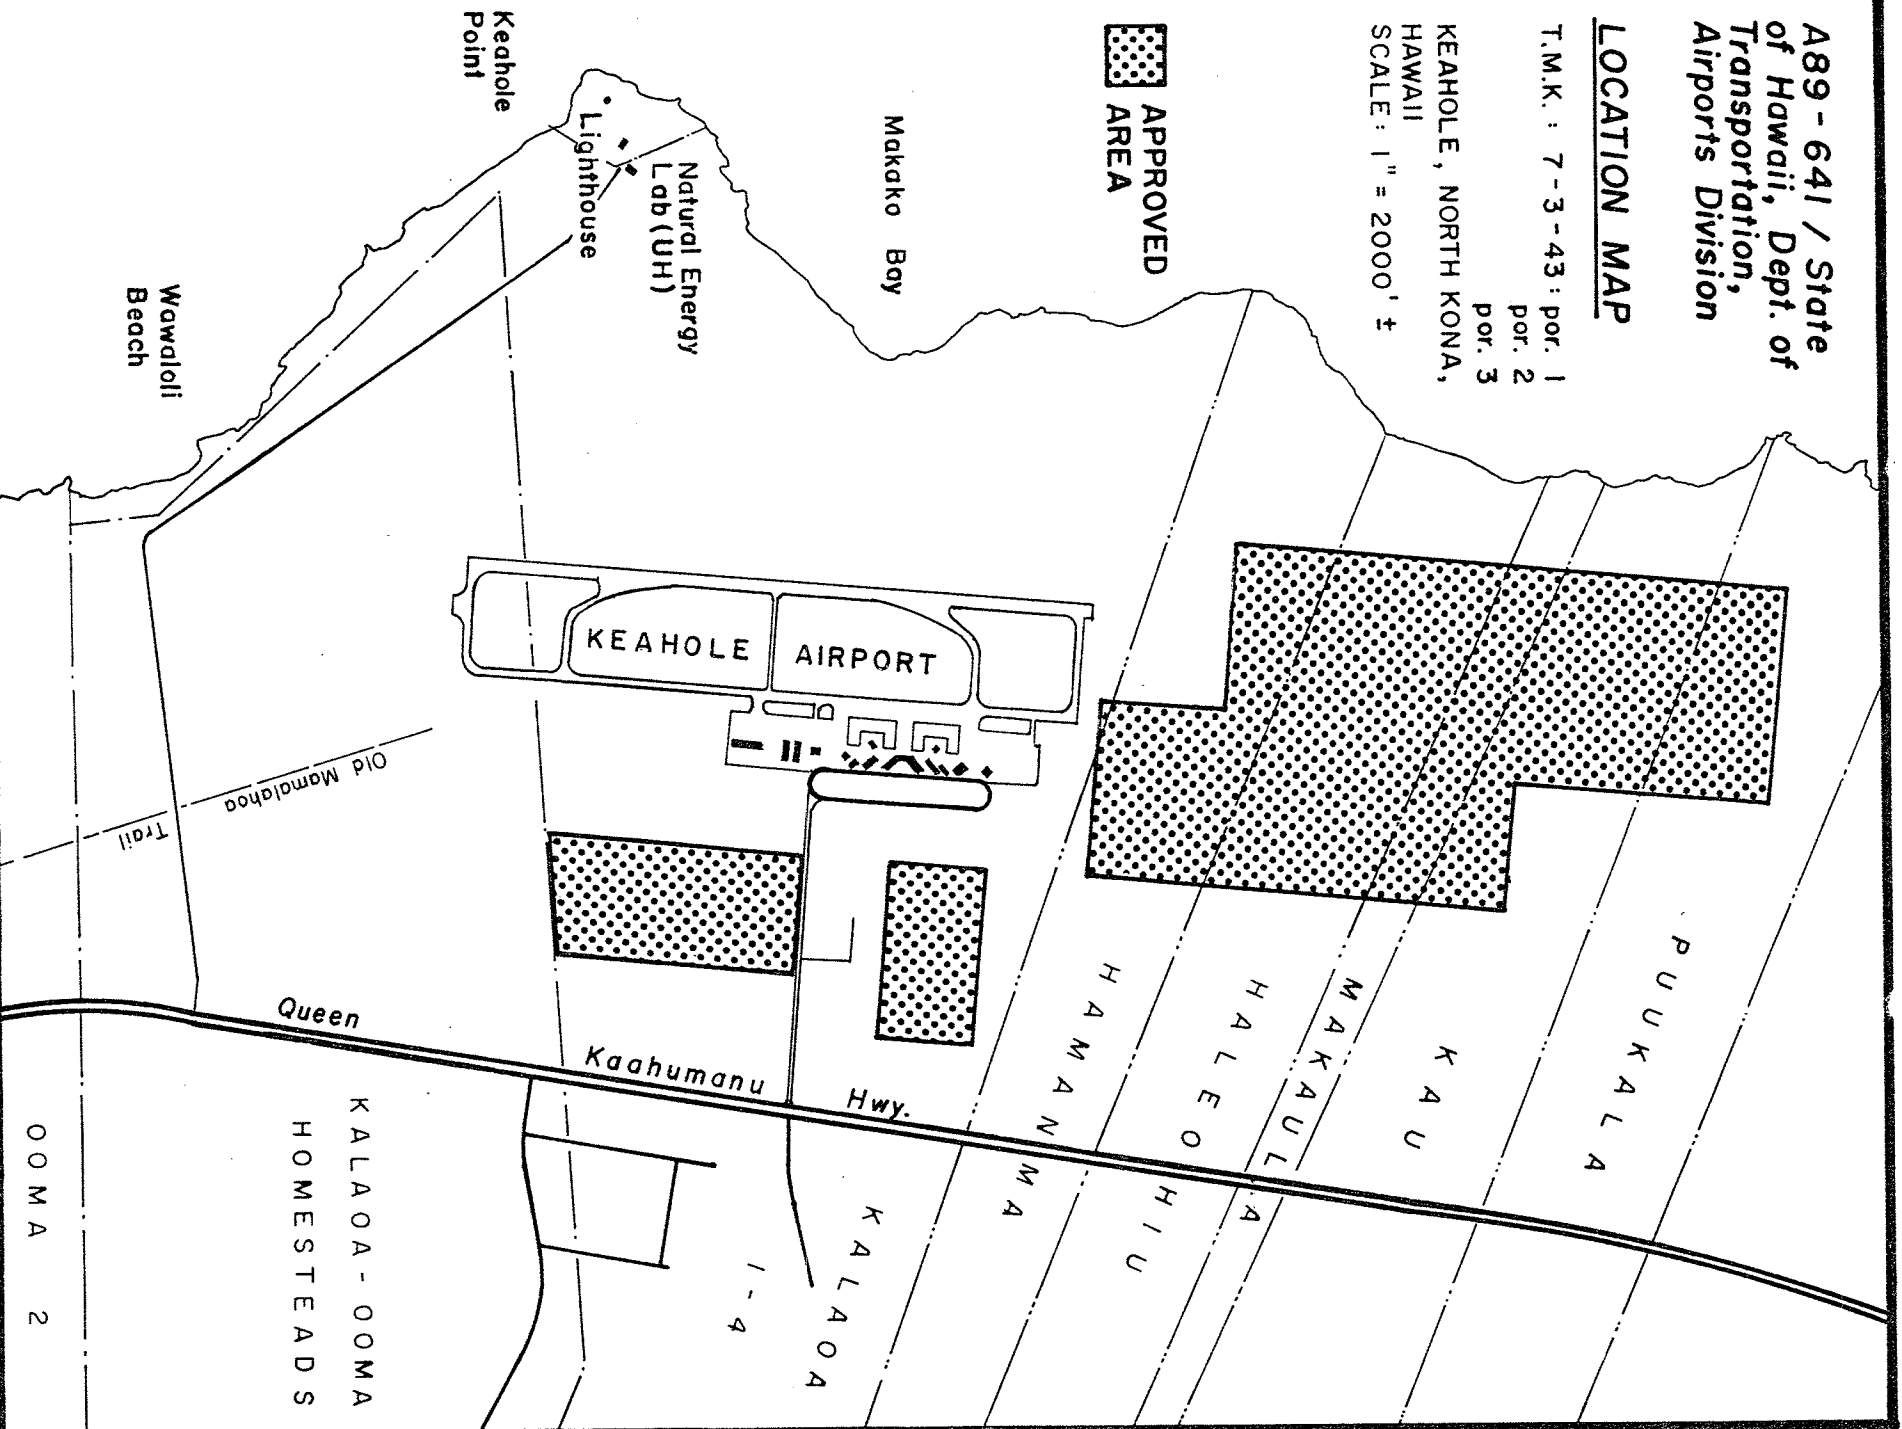 A89-641 / State
of Hawaii, Dept. of
Transportation,
Airports Division
LOCATION MAP
T.M.K. : 7-3-43: por. 1
por. 2
por. 3
KEAHOLE, NORTH KONA,
HAWAII
SCALE: 1" = 2000' ±
APPROVED
AREA
Makako Bay
Natural Energy
Lab (UH)
Lighthouse
Keahole
Point
Wawaloli
Beach
KEAHOLE AIRPORT
Old Mamalahoa Trail
Queen Kaahumanu Hwy.
PUUKALA
KAU
MAKAULA
HALEOHIU
HAMANAMA
KALAOA
1-4
KALAOA-OOMA
HOMESTEADS
OOMA 2